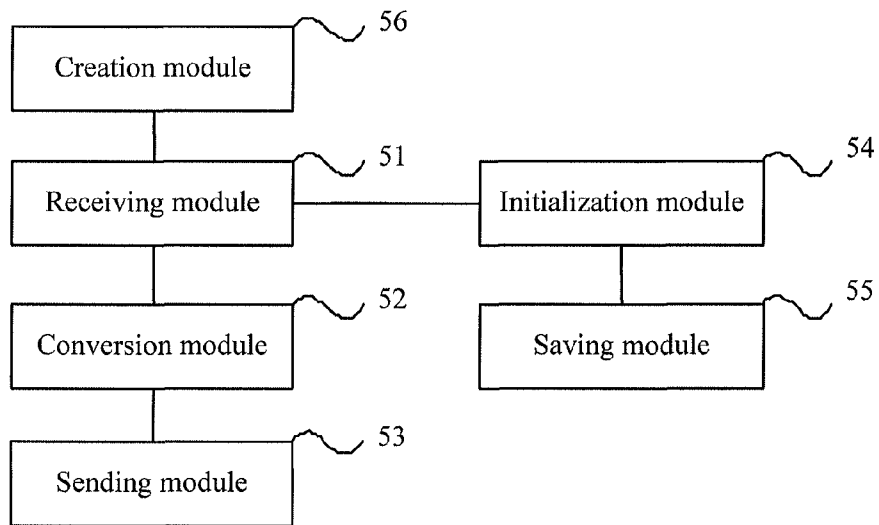 56
Creation module
51
Receiving module
54
Initialization module
52
Conversion module
55
Saving module
53
Sending module